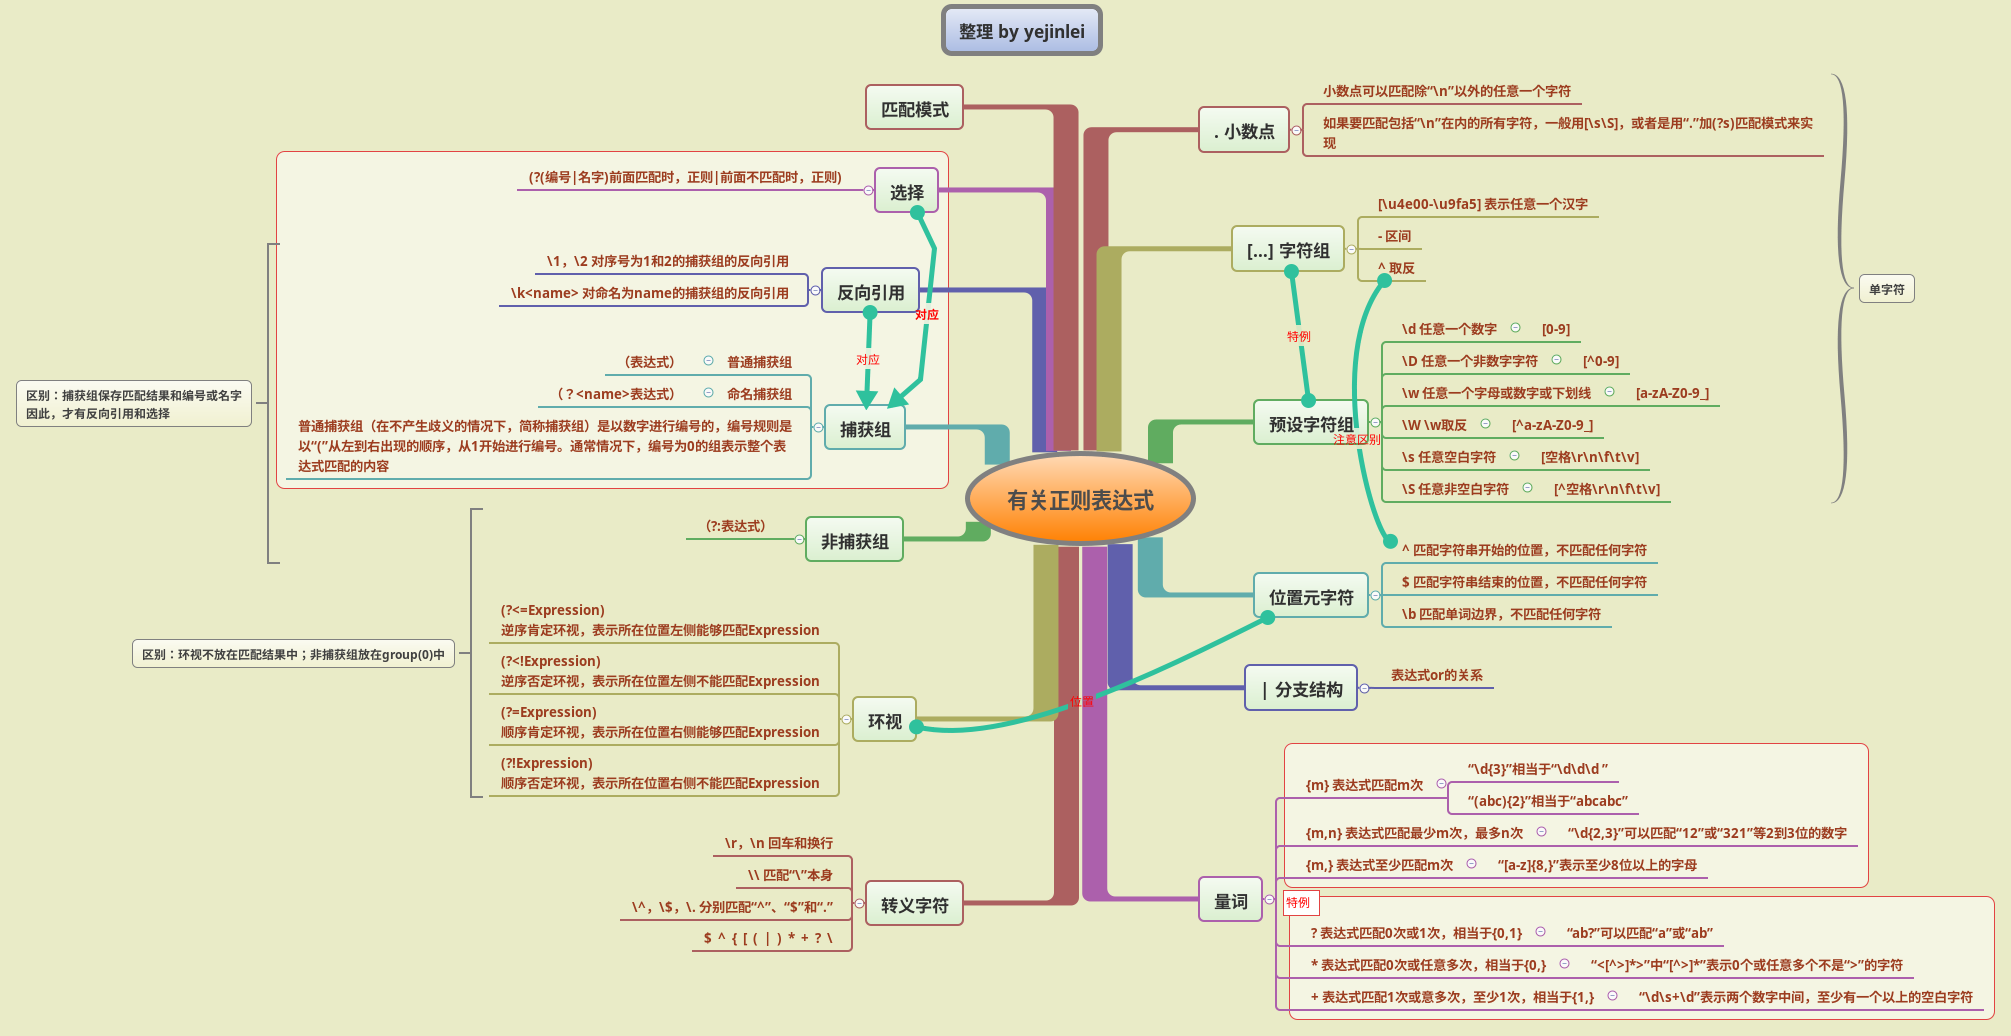 整理 by yejinlei
匹配模式
选择
(?(编号|名字)前面匹配时，正则|前面不匹配时，正则)
反向引用
\1，\2 对序号为1和2的捕获组的反向引用
\k<name> 对命名为name的捕获组的反向引用
对应
对应
捕获组
（表达式）
普通捕获组
（？<name>表达式）
命名捕获组
普通捕获组（在不产生歧义的情况下，简称捕获组）是以数字进行编号的，编号规则是
以“(”从左到右出现的顺序，从1开始进行编号。通常情况下，编号为0的组表示整个表
达式匹配的内容
区别：捕获组保存匹配结果和编号或名字
因此，才有反向引用和选择
有关正则表达式
非捕获组
（?:表达式）
区别：环视不放在匹配结果中；非捕获组放在group(0)中
环视
(?<=Expression)
逆序肯定环视，表示所在位置左侧能够匹配Expression
(?<!Expression)
逆序否定环视，表示所在位置左侧不能匹配Expression
(?=Expression)
顺序肯定环视，表示所在位置右侧能够匹配Expression
(?!Expression)
顺序否定环视，表示所在位置右侧不能匹配Expression
位置
转义字符
\r，\n 回车和换行
\\ 匹配“\”本身
\^，\$，\. 分别匹配“^”、“$”和“.”
$ ^ { [ ( | ) * + ? \
. 小数点
小数点可以匹配除“\n”以外的任意一个字符
如果要匹配包括“\n”在内的所有字符，一般用[\s\S]，或者是用“.”加(?s)匹配模式来实
现
[...] 字符组
[\u4e00-\u9fa5] 表示任意一个汉字
- 区间
^ 取反
单字符
特例
预设字符组
注意区别
\d 任意一个数字
[0-9]
\D 任意一个非数字字符
[^0-9]
\w 任意一个字母或数字或下划线
[a-zA-Z0-9_]
\W \w取反
[^a-zA-Z0-9_]
\s 任意空白字符
[空格\r\n\f\t\v]
\S 任意非空白字符
[^空格\r\n\f\t\v]
位置元字符
^ 匹配字符串开始的位置，不匹配任何字符
$ 匹配字符串结束的位置，不匹配任何字符
\b 匹配单词边界，不匹配任何字符
| 分支结构
表达式or的关系
量词
{m} 表达式匹配m次
“\d{3}”相当于“\d\d\d ”
“(abc){2}”相当于“abcabc”
{m,n} 表达式匹配最少m次，最多n次
“\d{2,3}”可以匹配“12”或“321”等2到3位的数字
{m,} 表达式至少匹配m次
“[a-z]{8,}”表示至少8位以上的字母
特例
? 表达式匹配0次或1次，相当于{0,1}
“ab?”可以匹配“a”或“ab”
* 表达式匹配0次或任意多次，相当于{0,}
“<[^>]*>”中“[^>]*”表示0个或任意多个不是“>”的字符
+ 表达式匹配1次或意多次，至少1次，相当于{1,}
“\d\s+\d”表示两个数字中间，至少有一个以上的空白字符